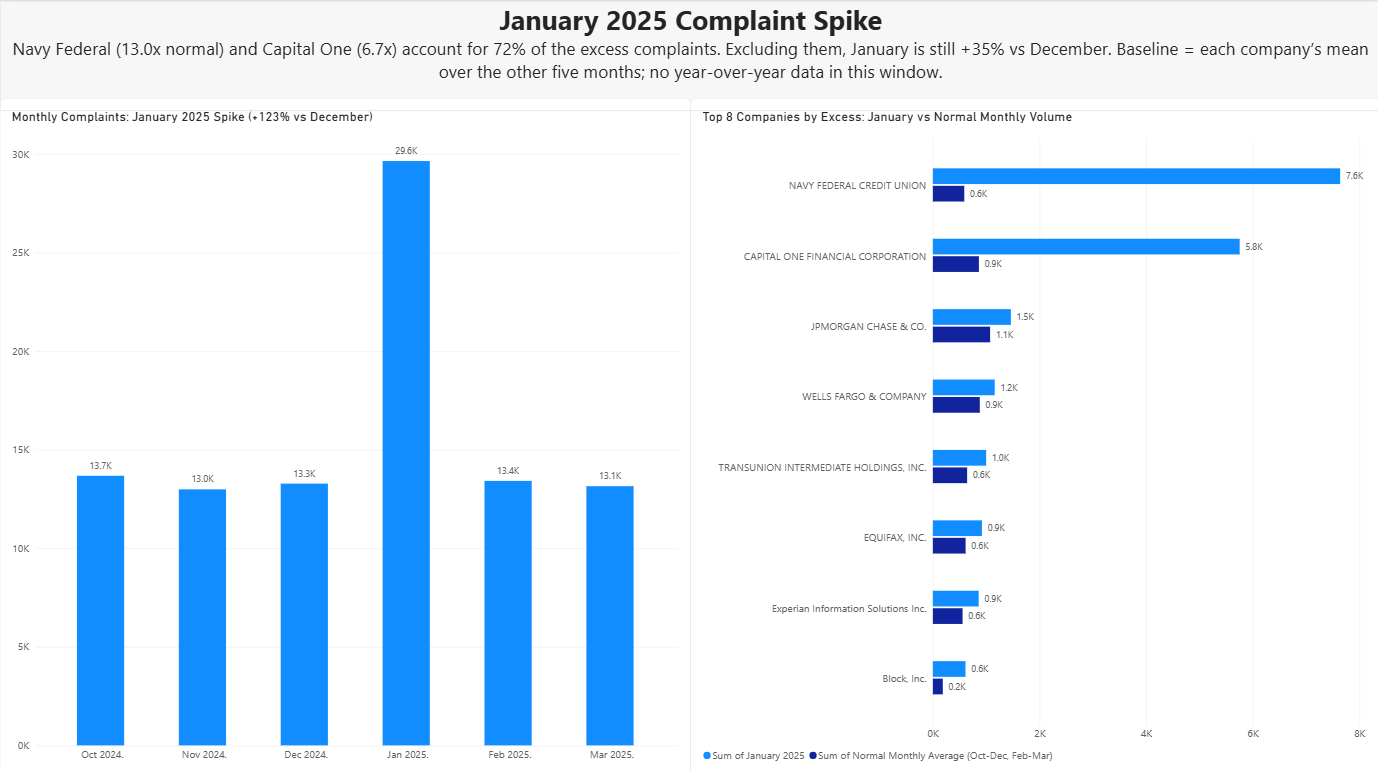 January 2025 Complaint Spike
Navy Federal (13.0x normal) and Capital One (6.7x) account for 72% of the excess complaints. Excluding them, January is still +35% vs December. Baseline = each company’s mean
over the other five months; no year-over-year data in this window.
Monthly Complaints: January 2025 Spike (+123% vs December)
30K
25K
20K
15K
10K
5K
0K
13.7K
13.0K
13.3K
29.6K
13.4K
13.1K
Oct 2024.
Nov 2024.
Dec 2024.
Jan 2025.
Feb 2025.
Mar 2025.
Top 8 Companies by Excess: January vs Normal Monthly Volume
NAVY FEDERAL CREDIT UNION
7.6K
0.6K
CAPITAL ONE FINANCIAL CORPORATION
5.8K
0.9K
JPMORGAN CHASE & CO.
1.5K
1.1K
WELLS FARGO & COMPANY
1.2K
0.9K
TRANSUNION INTERMEDIATE HOLDINGS, INC.
1.0K
0.6K
EQUIFAX, INC.
0.9K
0.6K
Experian Information Solutions Inc.
0.9K
0.6K
Block, Inc.
0.6K
0.2K
0K
2K
4K
6K
8K
Sum of January 2025
Sum of Normal Monthly Average (Oct-Dec, Feb-Mar)